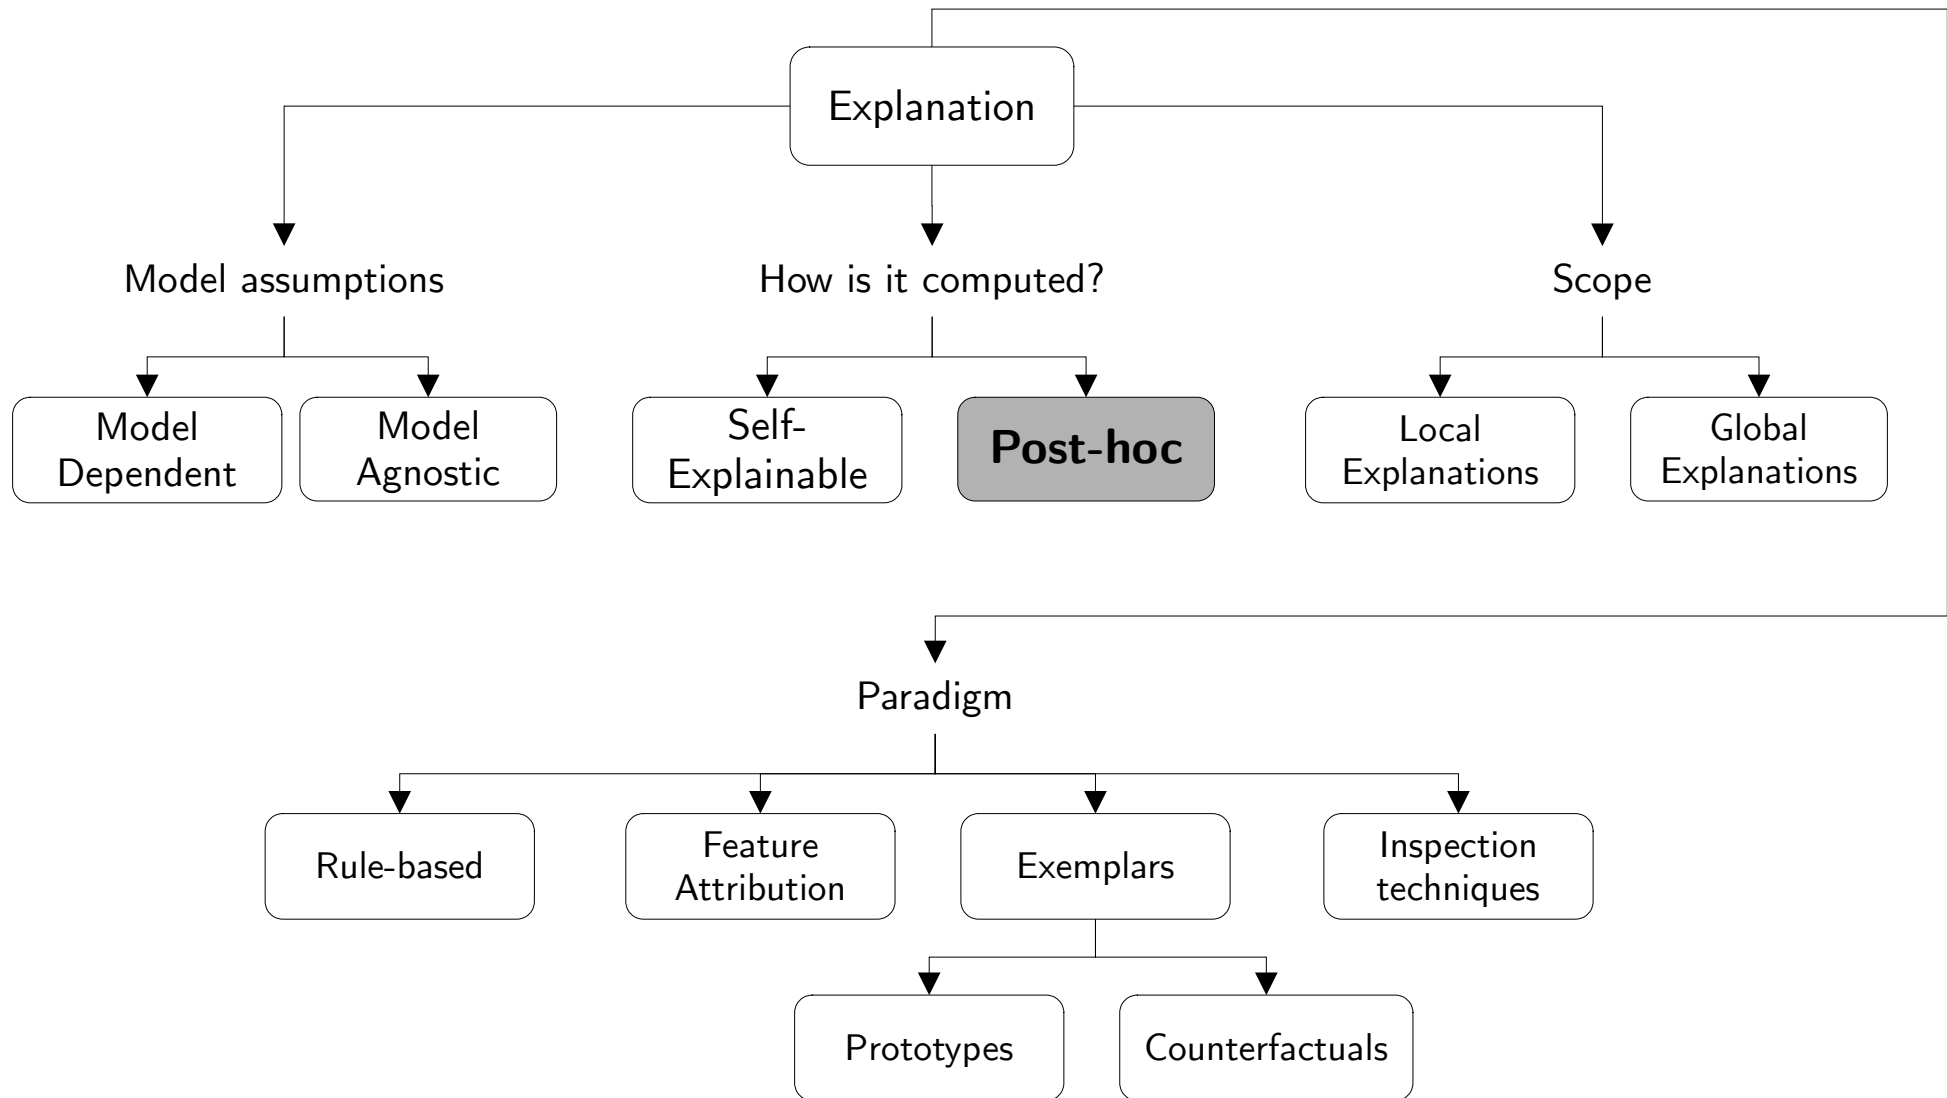 Explanation
Model assumptions
How is it computed?
Scope
Model
Dependent
Model
Agnostic
Self-
Explainable
Post-hoc
Local
Explanations
Global
Explanations
Paradigm
Rule-based
Feature
Attribution
Exemplars
Inspection
techniques
Prototypes
Counterfactuals